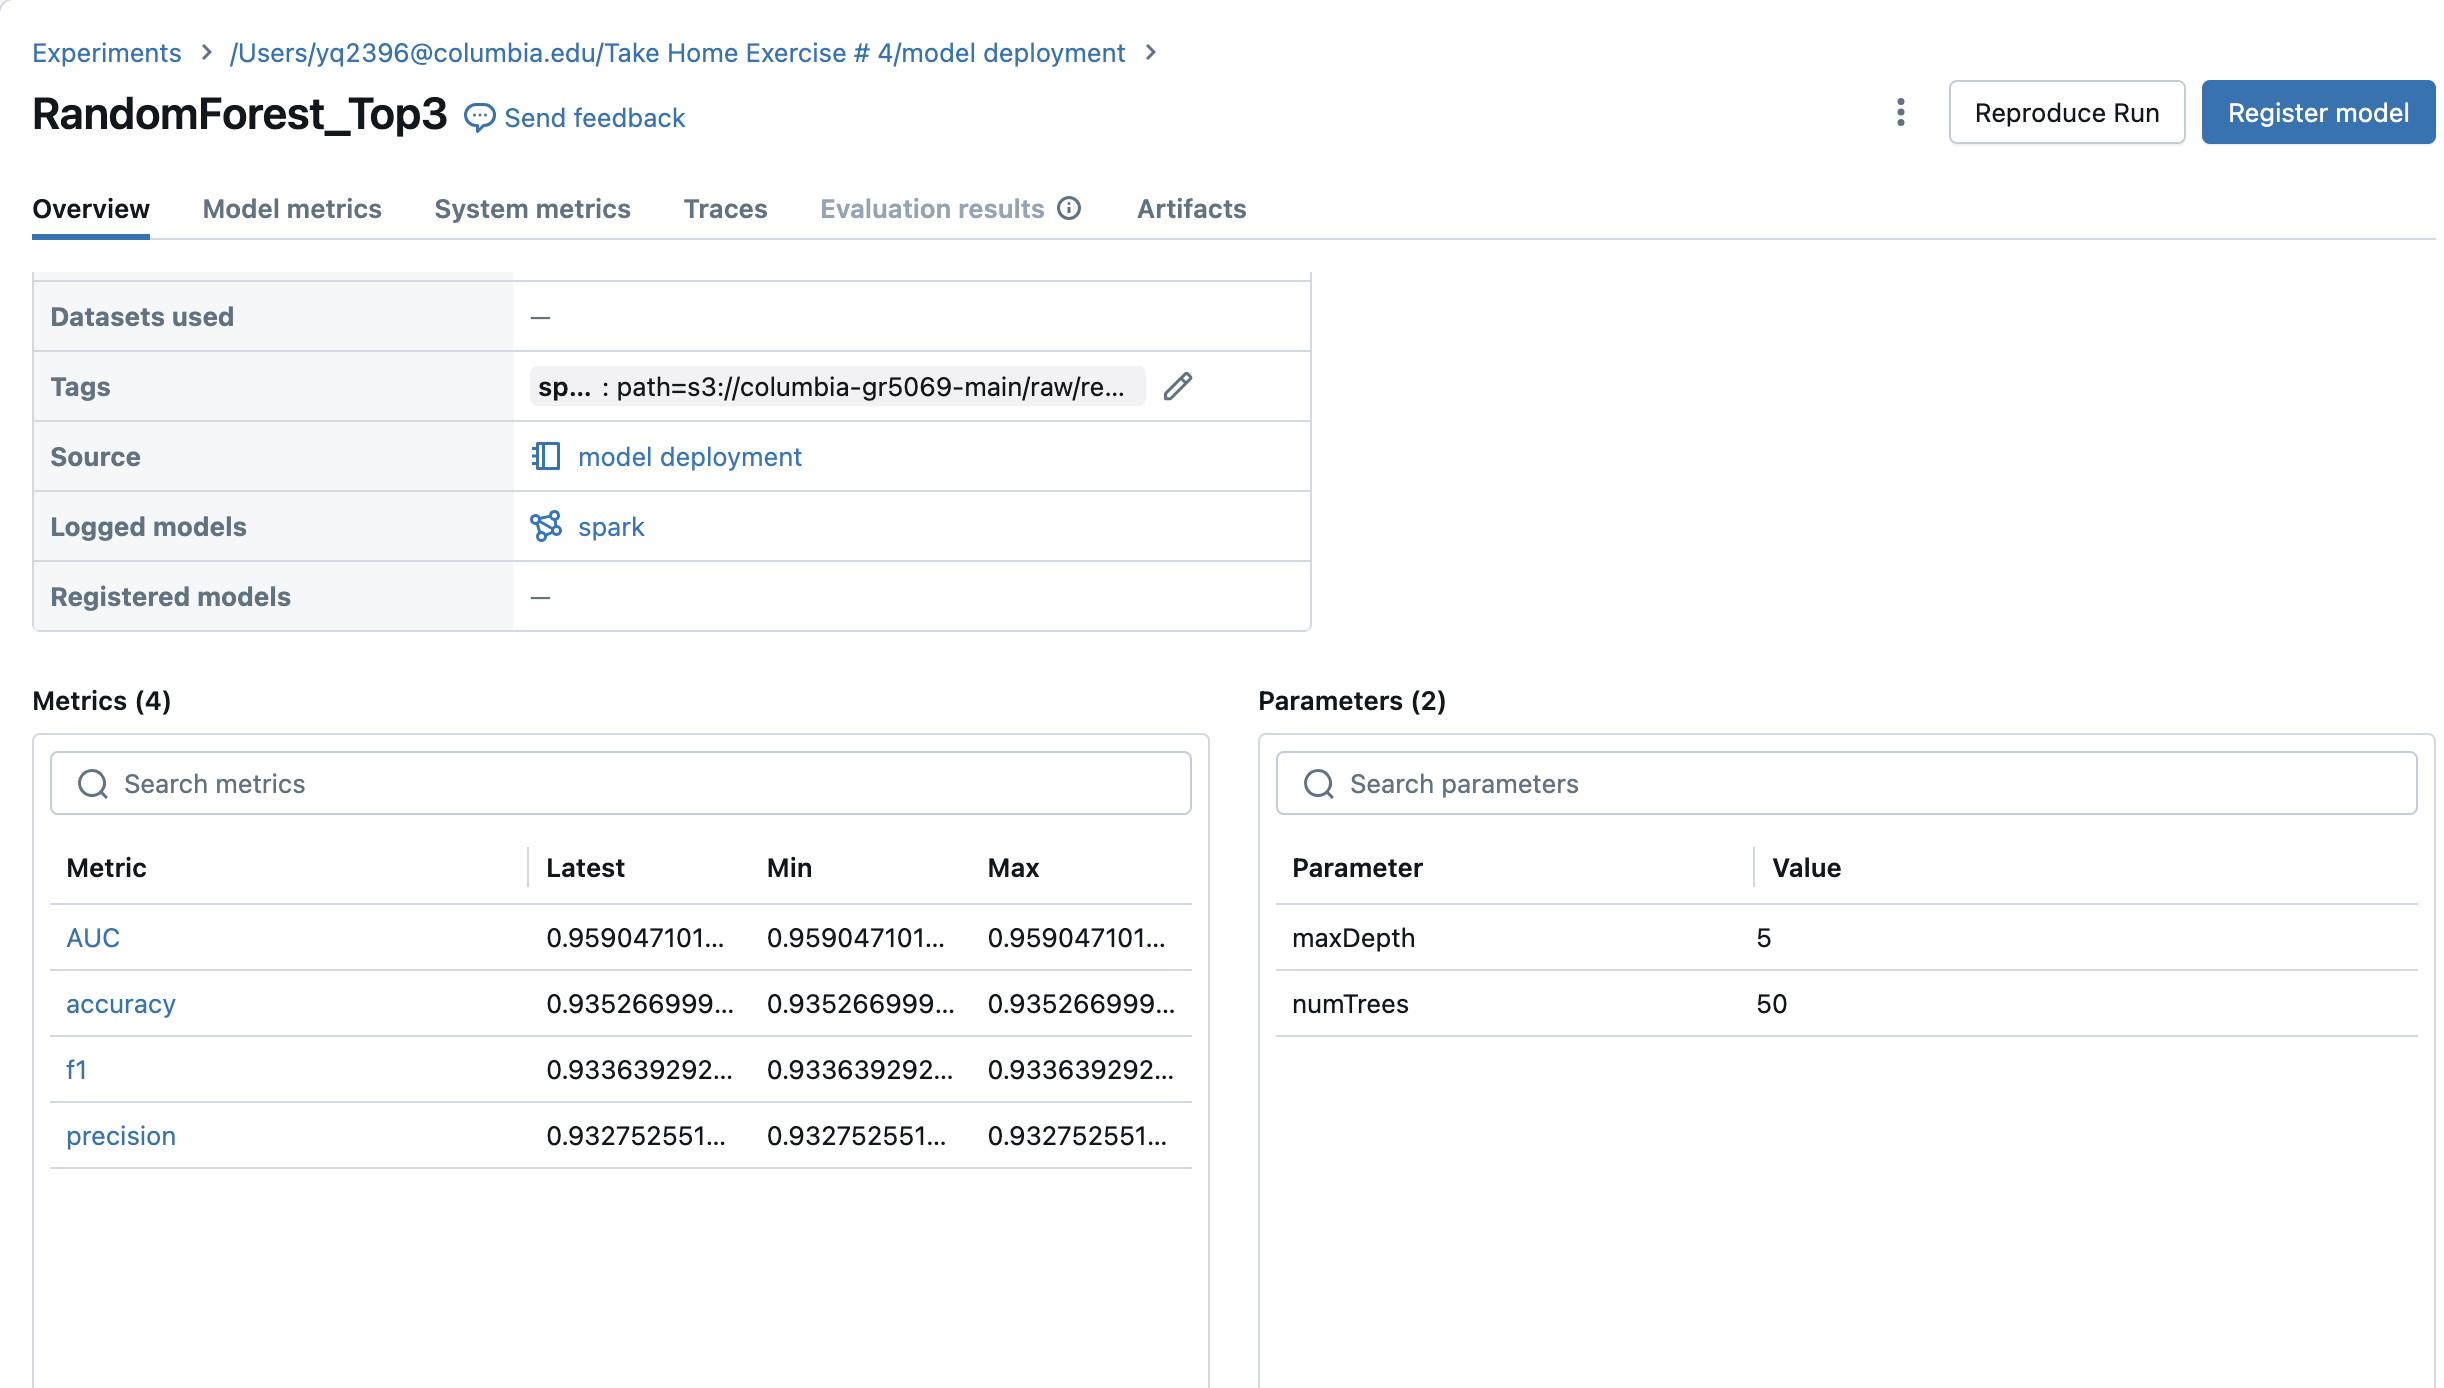 Experiments > /Users/yq2396@columbia.edu/Take Home Exercise # 4/model deployment >
RandomForest_Top3 Send feedback
Reproduce Run Register model
Overview Model metrics System metrics Traces Evaluation results Artifacts
Datasets used —
Tags sp... : path=s3://columbia-gr5069-main/raw/re...
Source model deployment
Logged models spark
Registered models —
Metrics (4)
Search metrics
Metric Latest Min Max
AUC 0.959047101... 0.959047101... 0.959047101...
accuracy 0.935266999... 0.935266999... 0.935266999...
f1 0.933639292... 0.933639292... 0.933639292...
precision 0.932752551... 0.932752551... 0.932752551...
Parameters (2)
Search parameters
Parameter Value
maxDepth 5
numTrees 50